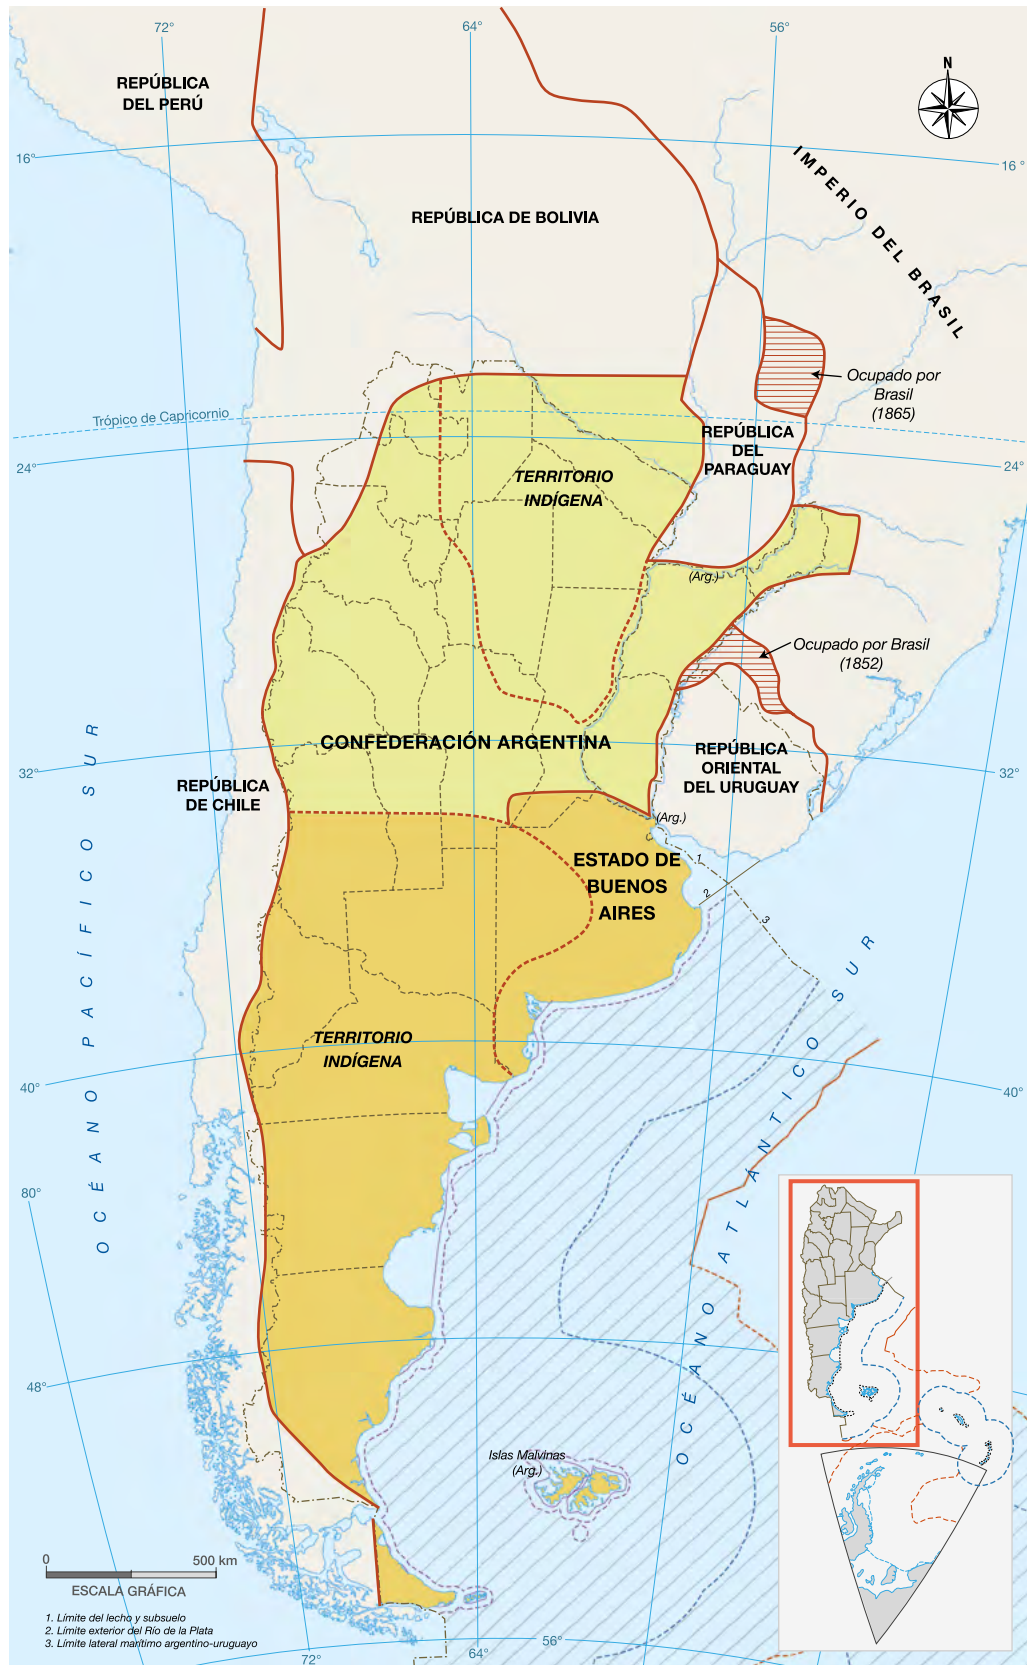 72°
64°
56°
N
REPÚBLICA
DEL PERÚ
16°
16 °
IMPERIO DEL BRASIL
REPÚBLICA DE BOLIVIA
Ocupado por
Brasil
(1865)
Trópico de Capricornio
REPÚBLICA
DEL
PARAGUAY
24°
24°
TERRITORIO
INDÍGENA
(Arg.)
Ocupado por Brasil
(1852)
CONFEDERACIÓN ARGENTINA
REPÚBLICA
ORIENTAL
DEL URUGUAY
32°
32°
REPÚBLICA
DE CHILE
(Arg.)
ESTADO DE
BUENOS
AIRES
1
2
3
OCÉANO PACÍFICO SUR
OCÉANO ATLÁNTICO SUR
TERRITORIO
INDÍGENA
40°
40°
80°
48°
Islas Malvinas
(Arg.)
0
500 km
ESCALA GRÁFICA
1. Límite del lecho y subsuelo
2. Límite exterior del Río de la Plata
3. Límite lateral marítimo argentino-uruguayo
72°
64°
56°